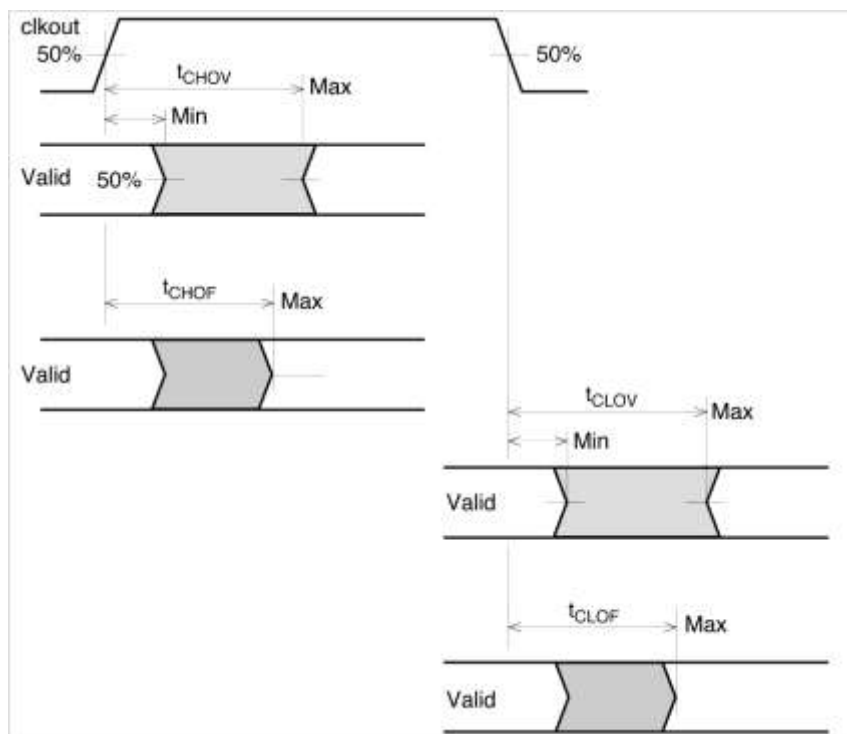 clkout
50% 50%
tCHOV Max
Min
Valid 50%
tCHOF Max
Valid
tCLOV Max
Min
Valid
tCLOF Max
Valid